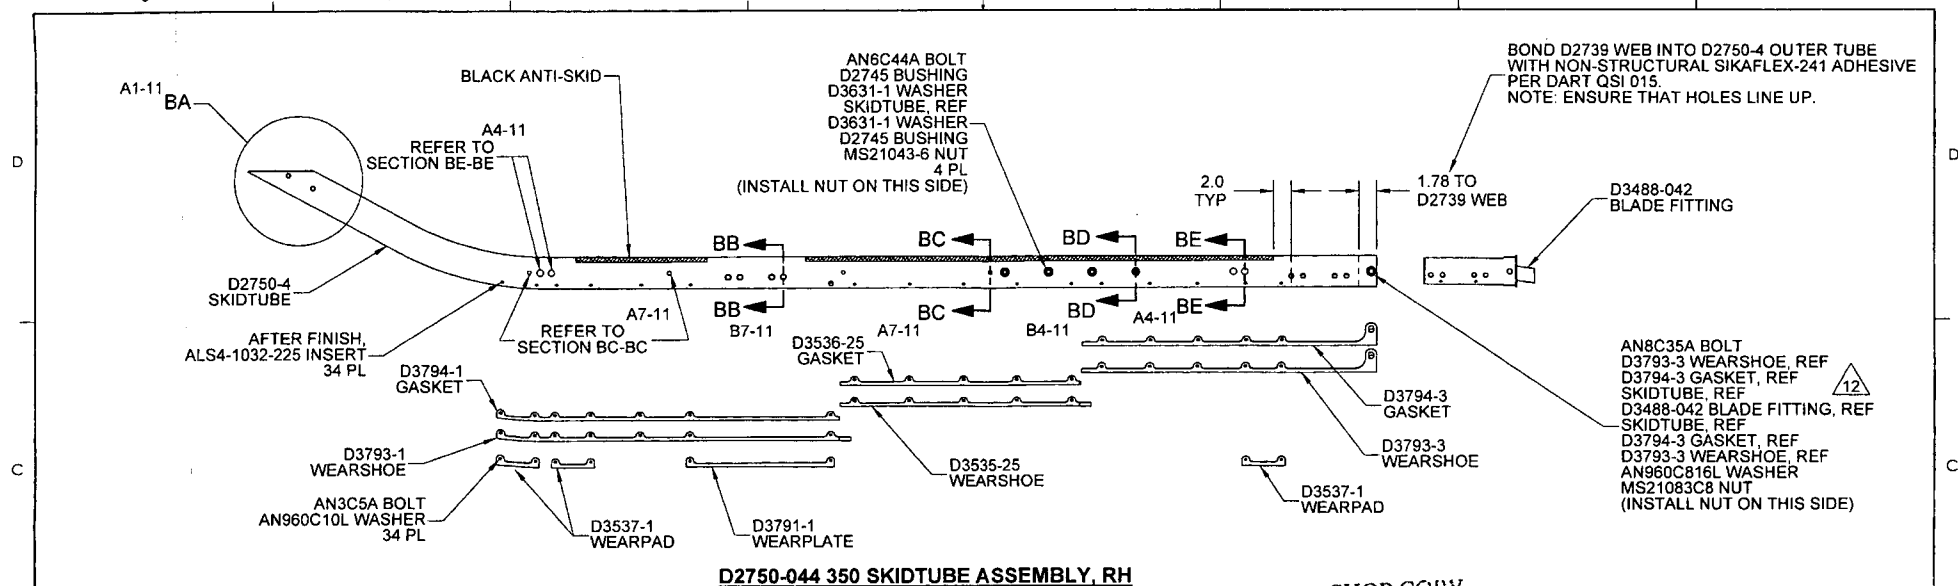 BOND D2739 WEB INTO D2750-4 OUTER TUBE
WITH NON-STRUCTURAL SIKAFLEX-241 ADHESIVE
PER DART QSI 015.
NOTE: ENSURE THAT HOLES LINE UP.
AN6C44A BOLT
D2745 BUSHING
D3631-1 WASHER
SKIDTUBE, REF
D3631-1 WASHER
D2745 BUSHING
MS21043-6 NUT
4 PL
(INSTALL NUT ON THIS SIDE)
BLACK ANTI-SKID
A1-11
BA
A4-11
REFER TO
SECTION BE-BE
D
D
2.0
TYP
1.78 TO
D2739 WEB
D3488-042
BLADE FITTING
BB
BC
BD
BE
D2750-4
SKIDTUBE
BB
BC
BD
BE
A7-11
B7-11
A7-11
B4-11
A4-11
REFER TO
SECTION BC-BC
AFTER FINISH,
ALS4-1032-225 INSERT
34 PL
D3536-25
GASKET
D3794-1
GASKET
D3794-3
GASKET
AN8C35A BOLT
D3793-3 WEARSHOE, REF
D3794-3 GASKET, REF
SKIDTUBE, REF
D3488-042 BLADE FITTING, REF
SKIDTUBE, REF
D3794-3 GASKET, REF
D3793-3 WEARSHOE, REF
AN960C816L WASHER
MS21083C8 NUT
(INSTALL NUT ON THIS SIDE)
12
D3793-1
WEARSHOE
D3535-25
WEARSHOE
D3793-3
WEARSHOE
C
C
AN3C5A BOLT
AN960C10L WASHER
34 PL
D3537-1
WEARPAD
D3791-1
WEARPLATE
D3537-1
WEARPAD
D2750-044 350 SKIDTUBE ASSEMBLY, RH
SHOP COPY